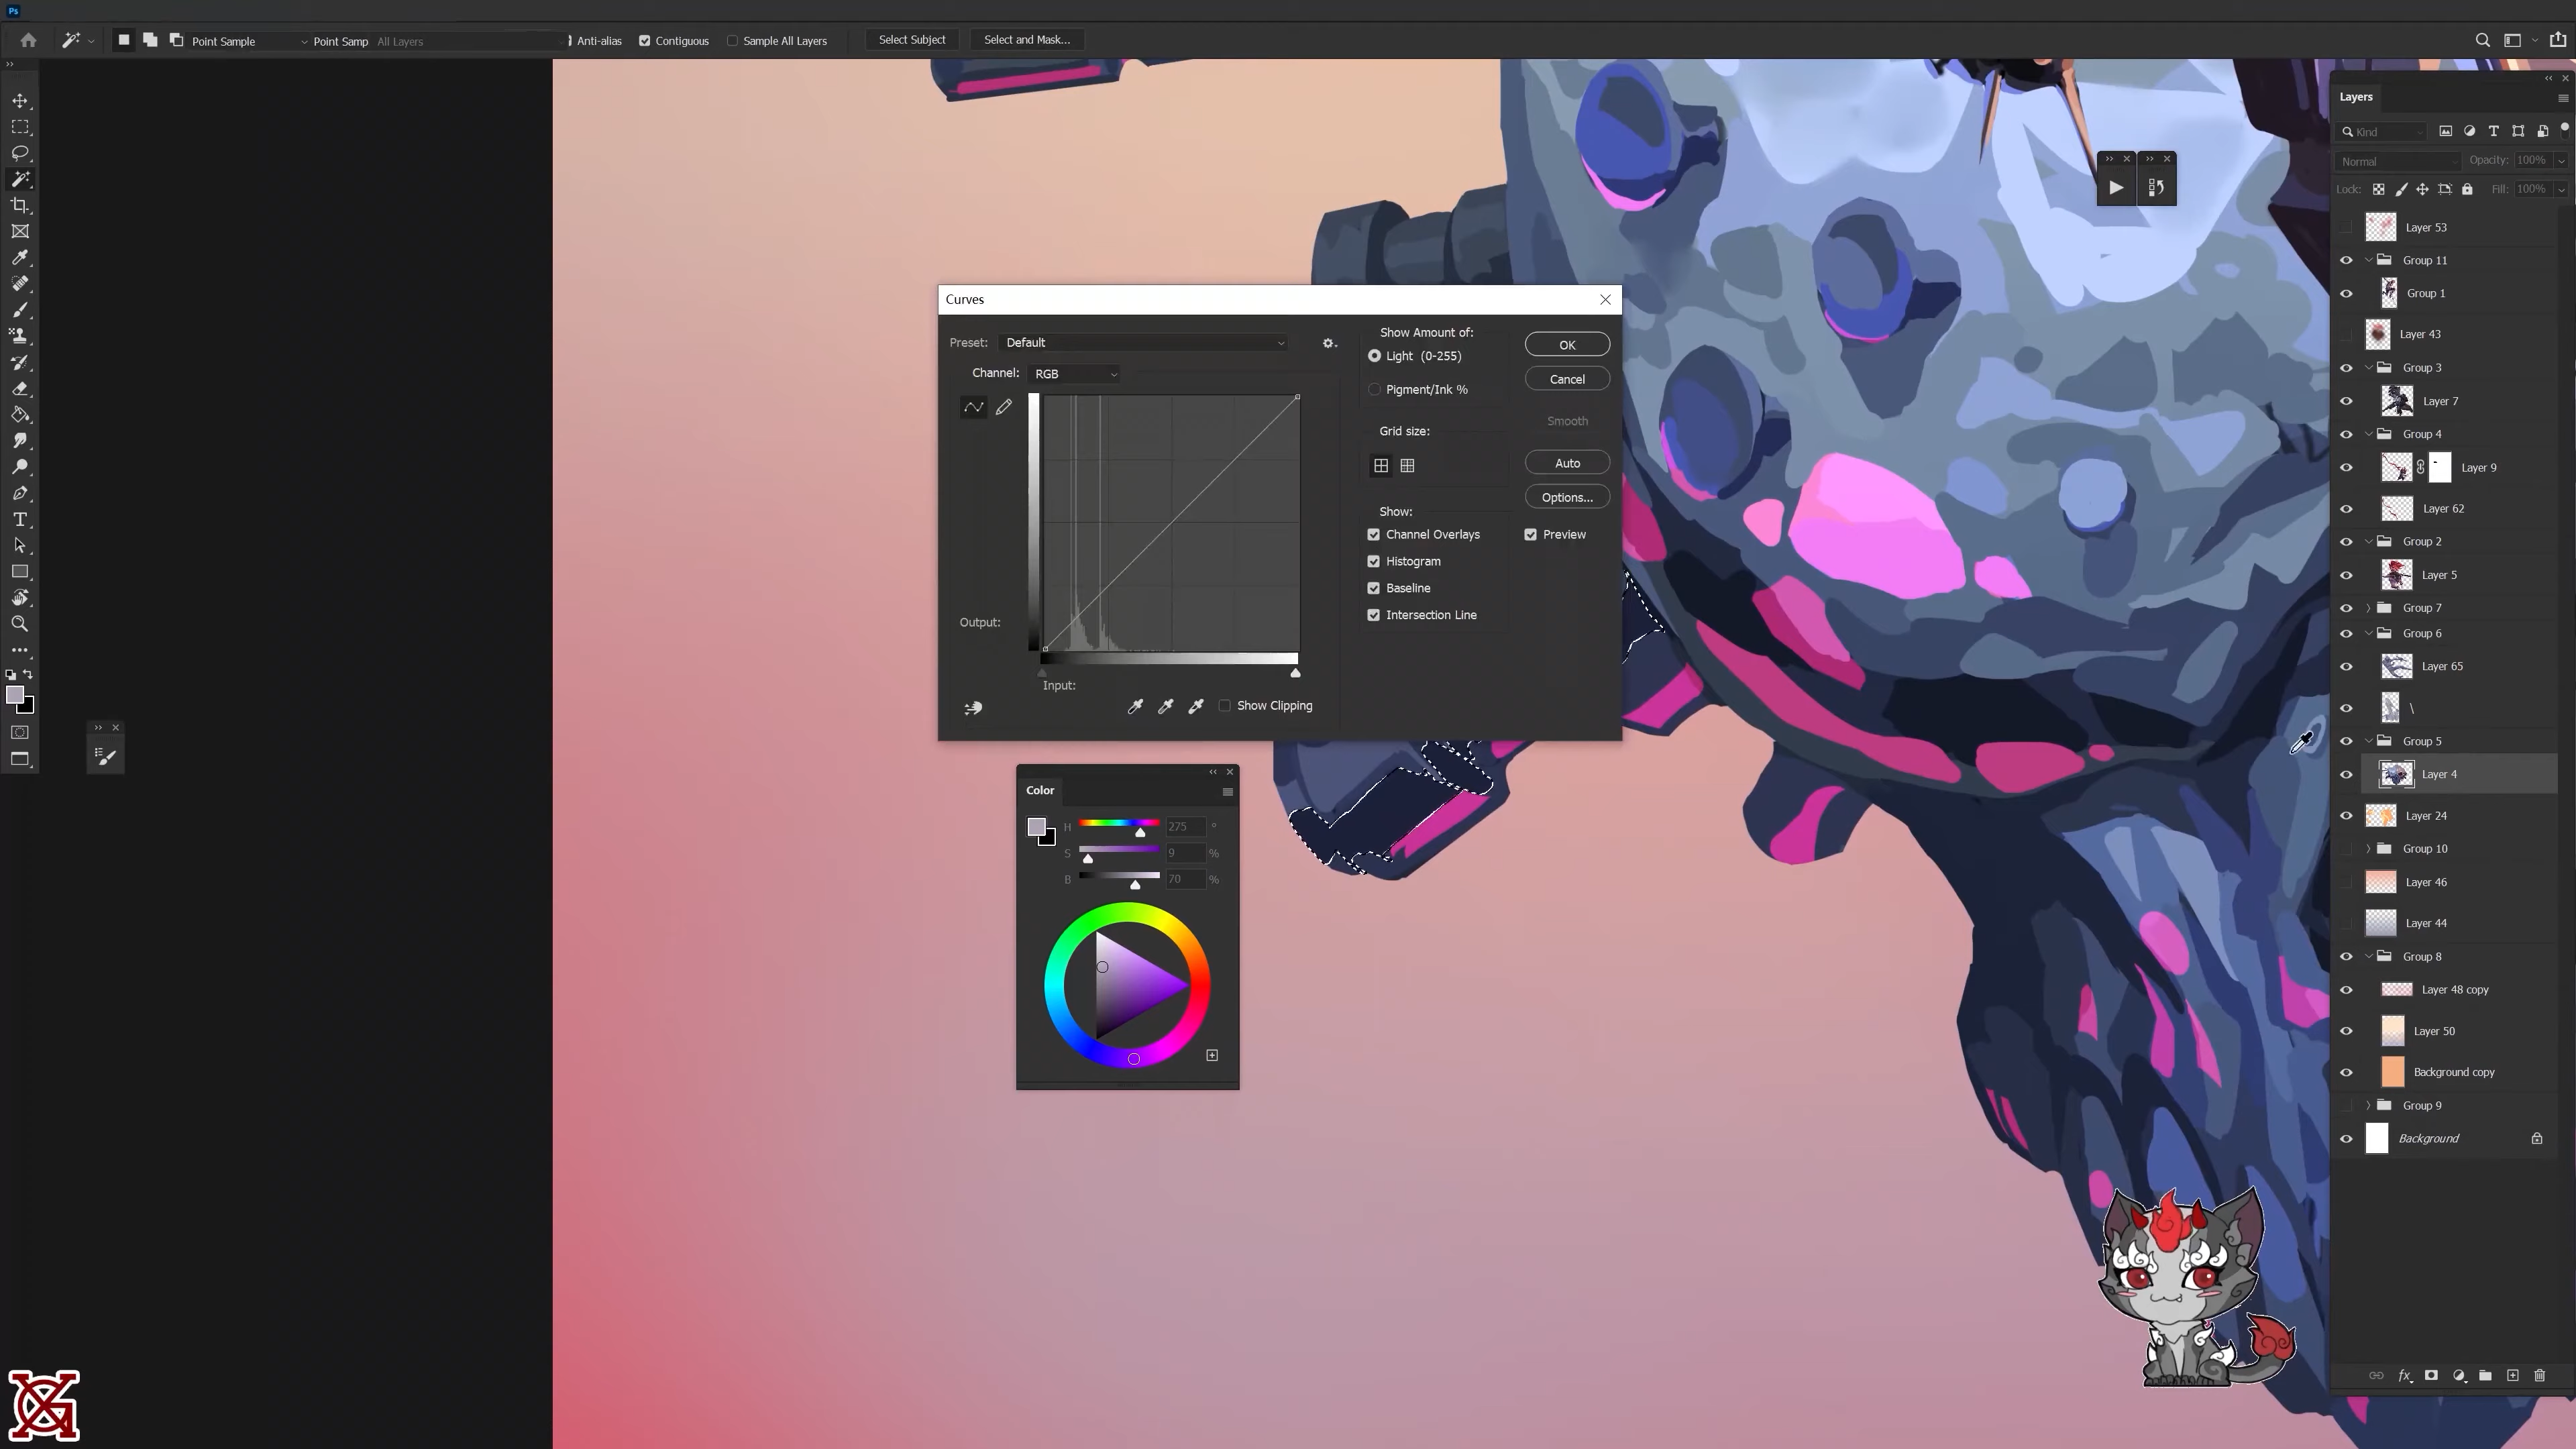 Ps
Point Sample
Point Samp
All Layers
Anti-alias
Contiguous
Sample All Layers
Select Subject
Select and Mask...
Layers
Kind
Normal
Opacity: 100%
Lock:
Fill: 100%
Layer 53
Group 11
Group 1
Layer 43
Group 3
Layer 7
Group 4
Layer 9
Layer 62
Group 2
Layer 5
Group 7
Group 6
Layer 65
\
Group 5
Layer 4
Layer 24
Group 10
Layer 46
Layer 44
Group 8
Layer 48 copy
Layer 50
Background copy
Group 9
Background
fx
Curves
Preset: Default
Channel: RGB
Output:
Input:
Show Clipping
Show Amount of:
Light (0-255)
Pigment/Ink %
Grid size:
Show:
Channel Overlays
Histogram
Baseline
Intersection Line
OK
Cancel
Smooth
Auto
Options...
Preview
Color
H 275 °
S 9 %
B 70 %